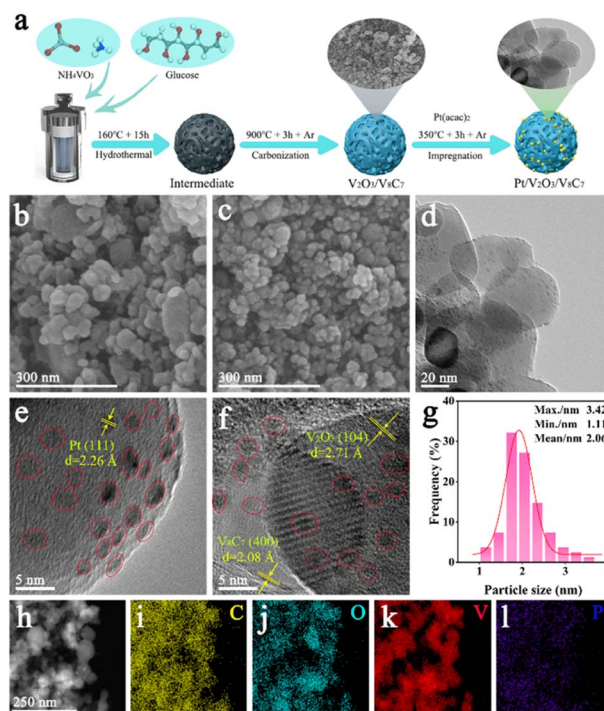 a
NH₄VO₃
Glucose
160°C + 15h
Hydrothermal
Intermediate
900°C + 3h + Ar
Carbonization
V₂O₃/V₈C₇
Pt(acac)₂
350°C + 3h + Ar
Impregnation
Pt/V₂O₃/V₈C₇
b
300 nm
c
300 nm
d
20 nm
e
Pt (111)
d=2.26 Å
5 nm
f
V₂O₃ (104)
d=2.71 Å
V₈C₇ (400)
d=2.08 Å
5 nm
g
Max./nm 3.42
Min./nm 1.11
Mean/nm 2.06
Frequency (%)
40
30
20
10
0
1 2 3
Particle size (nm)
h
250 nm
i
C
j
O
k
V
l
P